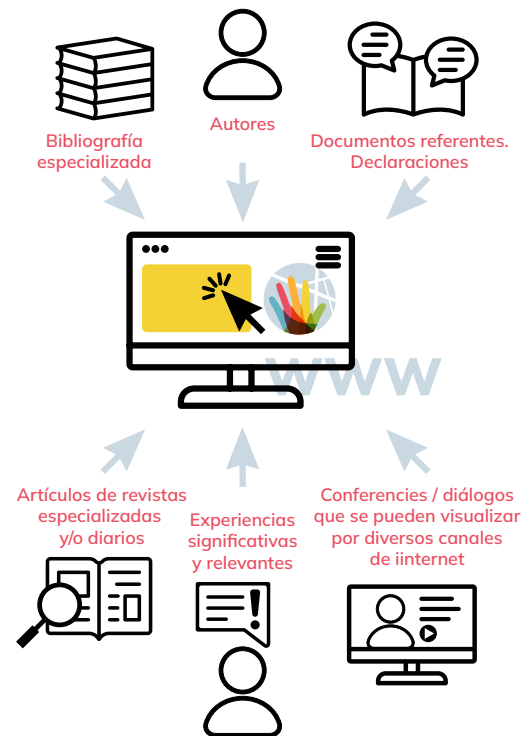 Bibliografía
especializada
Autores
Documentos referentes.
Declaraciones
www
Artículos de revistas
especializadas
y/o diarios
Experiencias
significativas
y relevantes
Conferencies / diálogos
que se pueden visualizar
por diversos canales
de iinternet